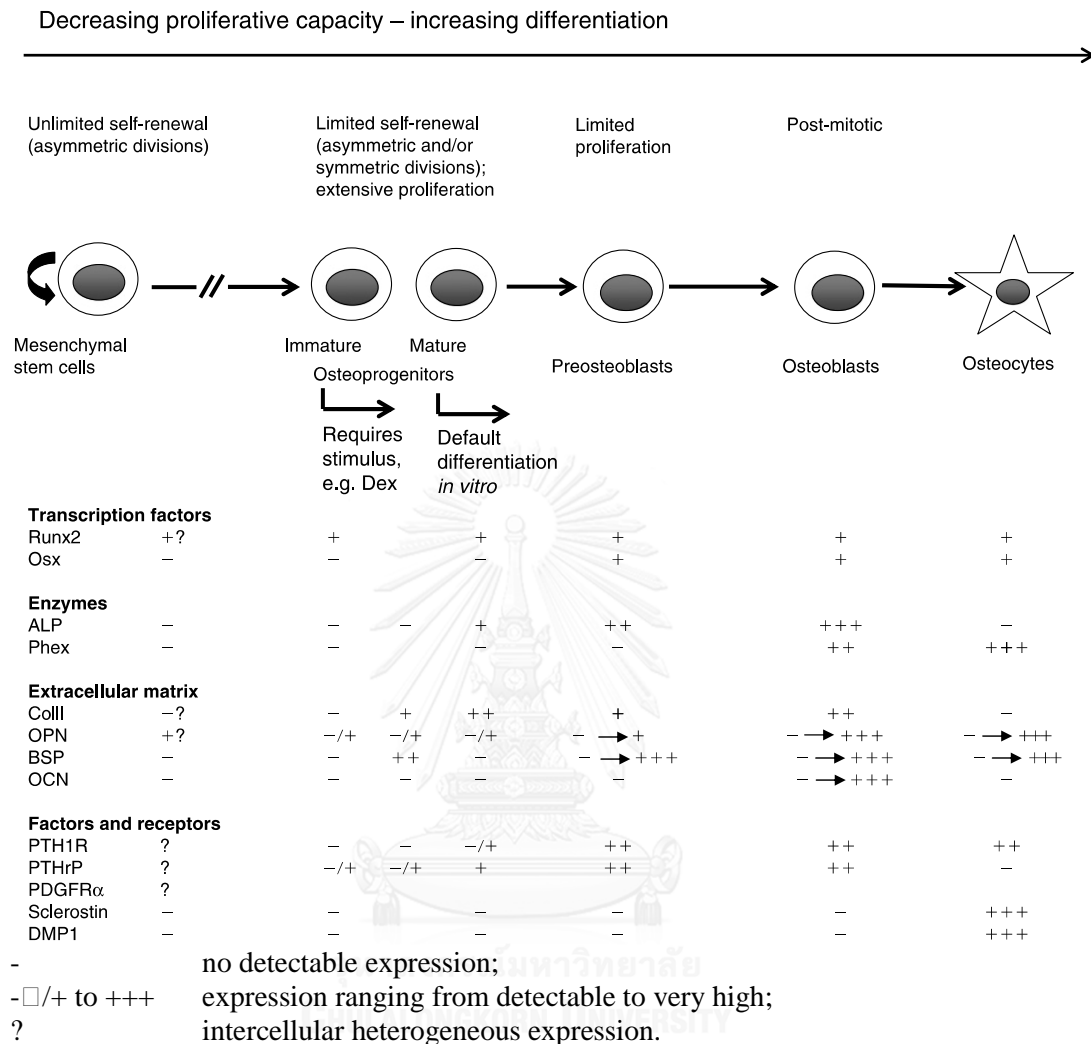 Decreasing proliferative capacity – increasing differentiation
Unlimited self-renewal
(asymmetric divisions)
Limited self-renewal
(asymmetric and/or
symmetric divisions);
extensive proliferation
Limited
proliferation
Post-mitotic
Mesenchymal
stem cells
Immature Mature
Osteoprogenitors
Preosteoblasts
Osteoblasts
Osteocytes
Requires
stimulus,
e.g. Dex
Default
differentiation
in vitro
Transcription factors
Runx2 +? + + + + +
Osx − − − + + +
Enzymes
ALP − − − + ++ +++ −
Phex − − − − − ++ +++
Extracellular matrix
ColII −? − + ++ + ++ −
OPN +? −/+ −/+ −/+ − → + − → +++ − → +++
BSP − − ++ − − → +++ − → +++ − → +++
OCN − − − − − − → +++ −
Factors and receptors
PTH1R ? − − −/+ ++ ++ ++
PTHrP ? −/+ −/+ + ++ ++ −
PDGFRα ?
Sclerostin − − − − − − +++
DMP1 − − − − − − +++
- no detectable expression;
-□/+ to +++ expression ranging from detectable to very high;
? intercellular heterogeneous expression.
CHULALONGKORN UNIVERSITY